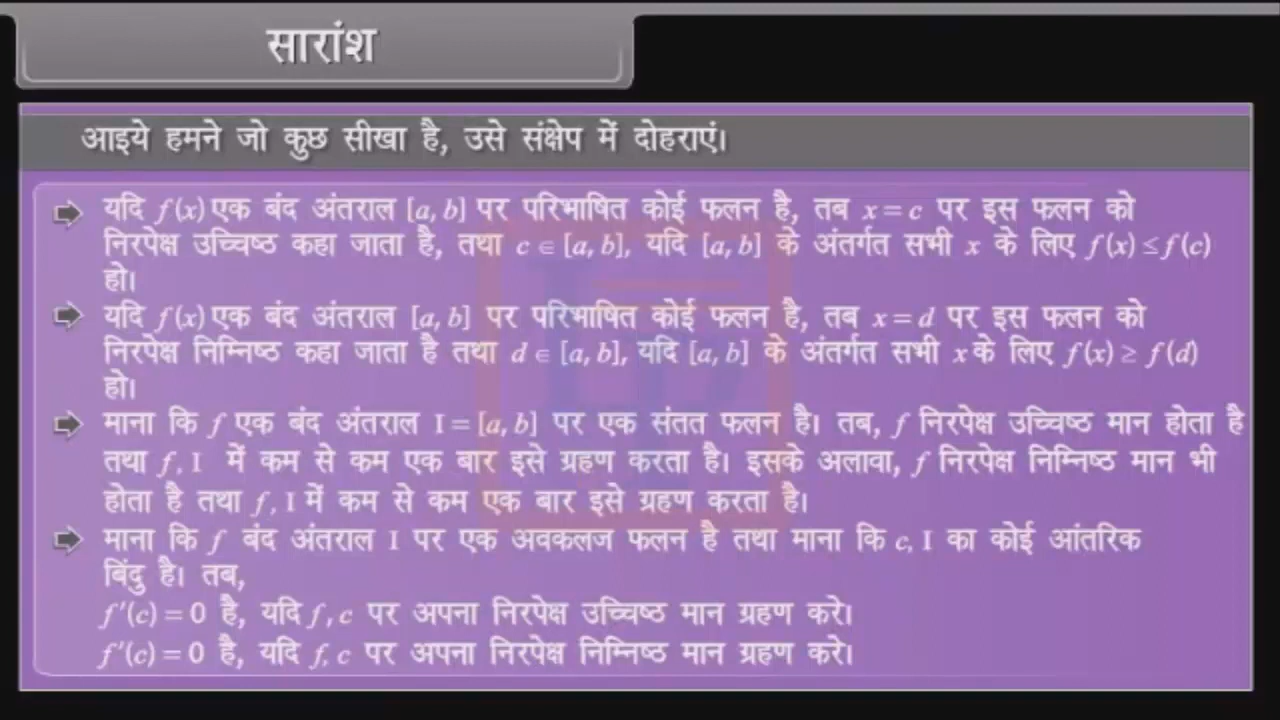 सारांश
आइये हमने जो कुछ सीखा है, उसे संक्षेप में दोहराएं।
यदि f(x) एक बंद अंतराल [a, b] पर परिभाषित कोई फलन है, तब x = c पर इस फलन को
निरपेक्ष उच्चिष्ठ कहा जाता है, तथा c ∈ [a, b], यदि [a, b] के अंतर्गत सभी x के लिए f(x) ≤ f(c)
हो।
यदि f(x) एक बंद अंतराल [a, b] पर परिभाषित कोई फलन है, तब x = d पर इस फलन को
निरपेक्ष निम्निष्ठ कहा जाता है तथा d ∈ [a, b], यदि [a, b] के अंतर्गत सभी x के लिए f(x) ≥ f(d)
हो।
माना कि f एक बंद अंतराल I = [a, b] पर एक संतत फलन है। तब, f निरपेक्ष उच्चिष्ठ मान होता है
तथा f, I में कम से कम एक बार इसे ग्रहण करता है। इसके अलावा, f निरपेक्ष निम्निष्ठ मान भी
होता है तथा f, I में कम से कम एक बार इसे ग्रहण करता है।
माना कि f बंद अंतराल I पर एक अवकलज फलन है तथा माना कि c, I का कोई आंतरिक
बिंदु है। तब,
f'(c) = 0 है, यदि f, c पर अपना निरपेक्ष उच्चिष्ठ मान ग्रहण करे।
f'(c) = 0 है, यदि f, c पर अपना निरपेक्ष निम्निष्ठ मान ग्रहण करे।